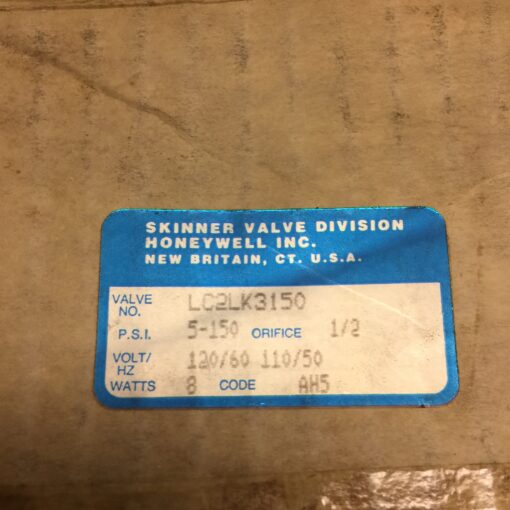 SKINNER VALVE DIVISION
HONEYWELL INC.
NEW BRITAIN, CT. U.S.A.
VALVE NO. LC2LK3150
P.S.I. 5-150 ORIFICE 1/2
VOLT/ HZ 120/60 110/50
WATTS 8 CODE AH5